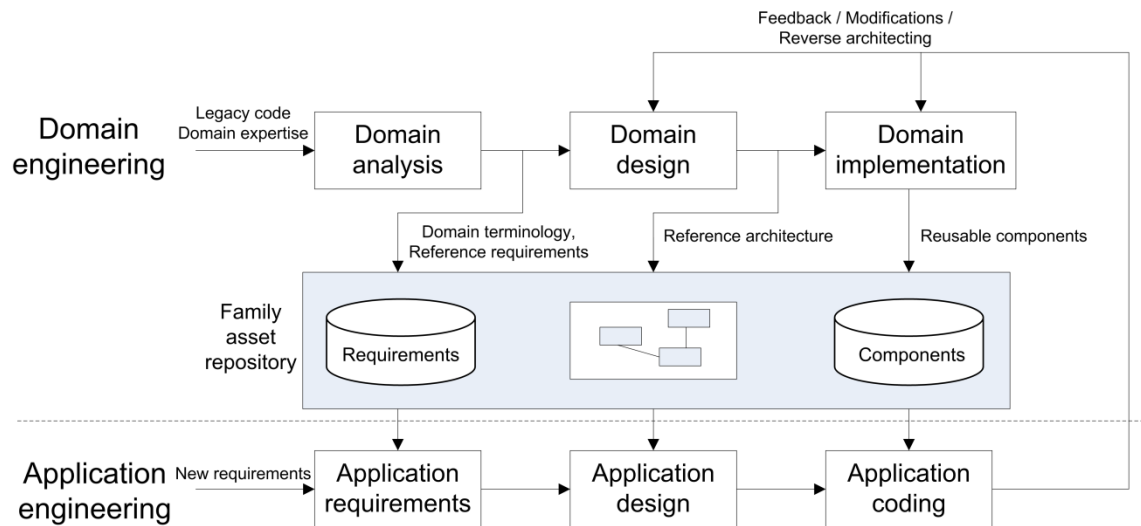 Feedback / Modifications /
Reverse architecting
Domain
engineering
Legacy code
Domain expertise
Domain
analysis
Domain
design
Domain
implementation
Domain terminology,
Reference requirements
Reference architecture
Reusable components
Family
asset
repository
Requirements
Components
Application
engineering
New requirements
Application
requirements
Application
design
Application
coding